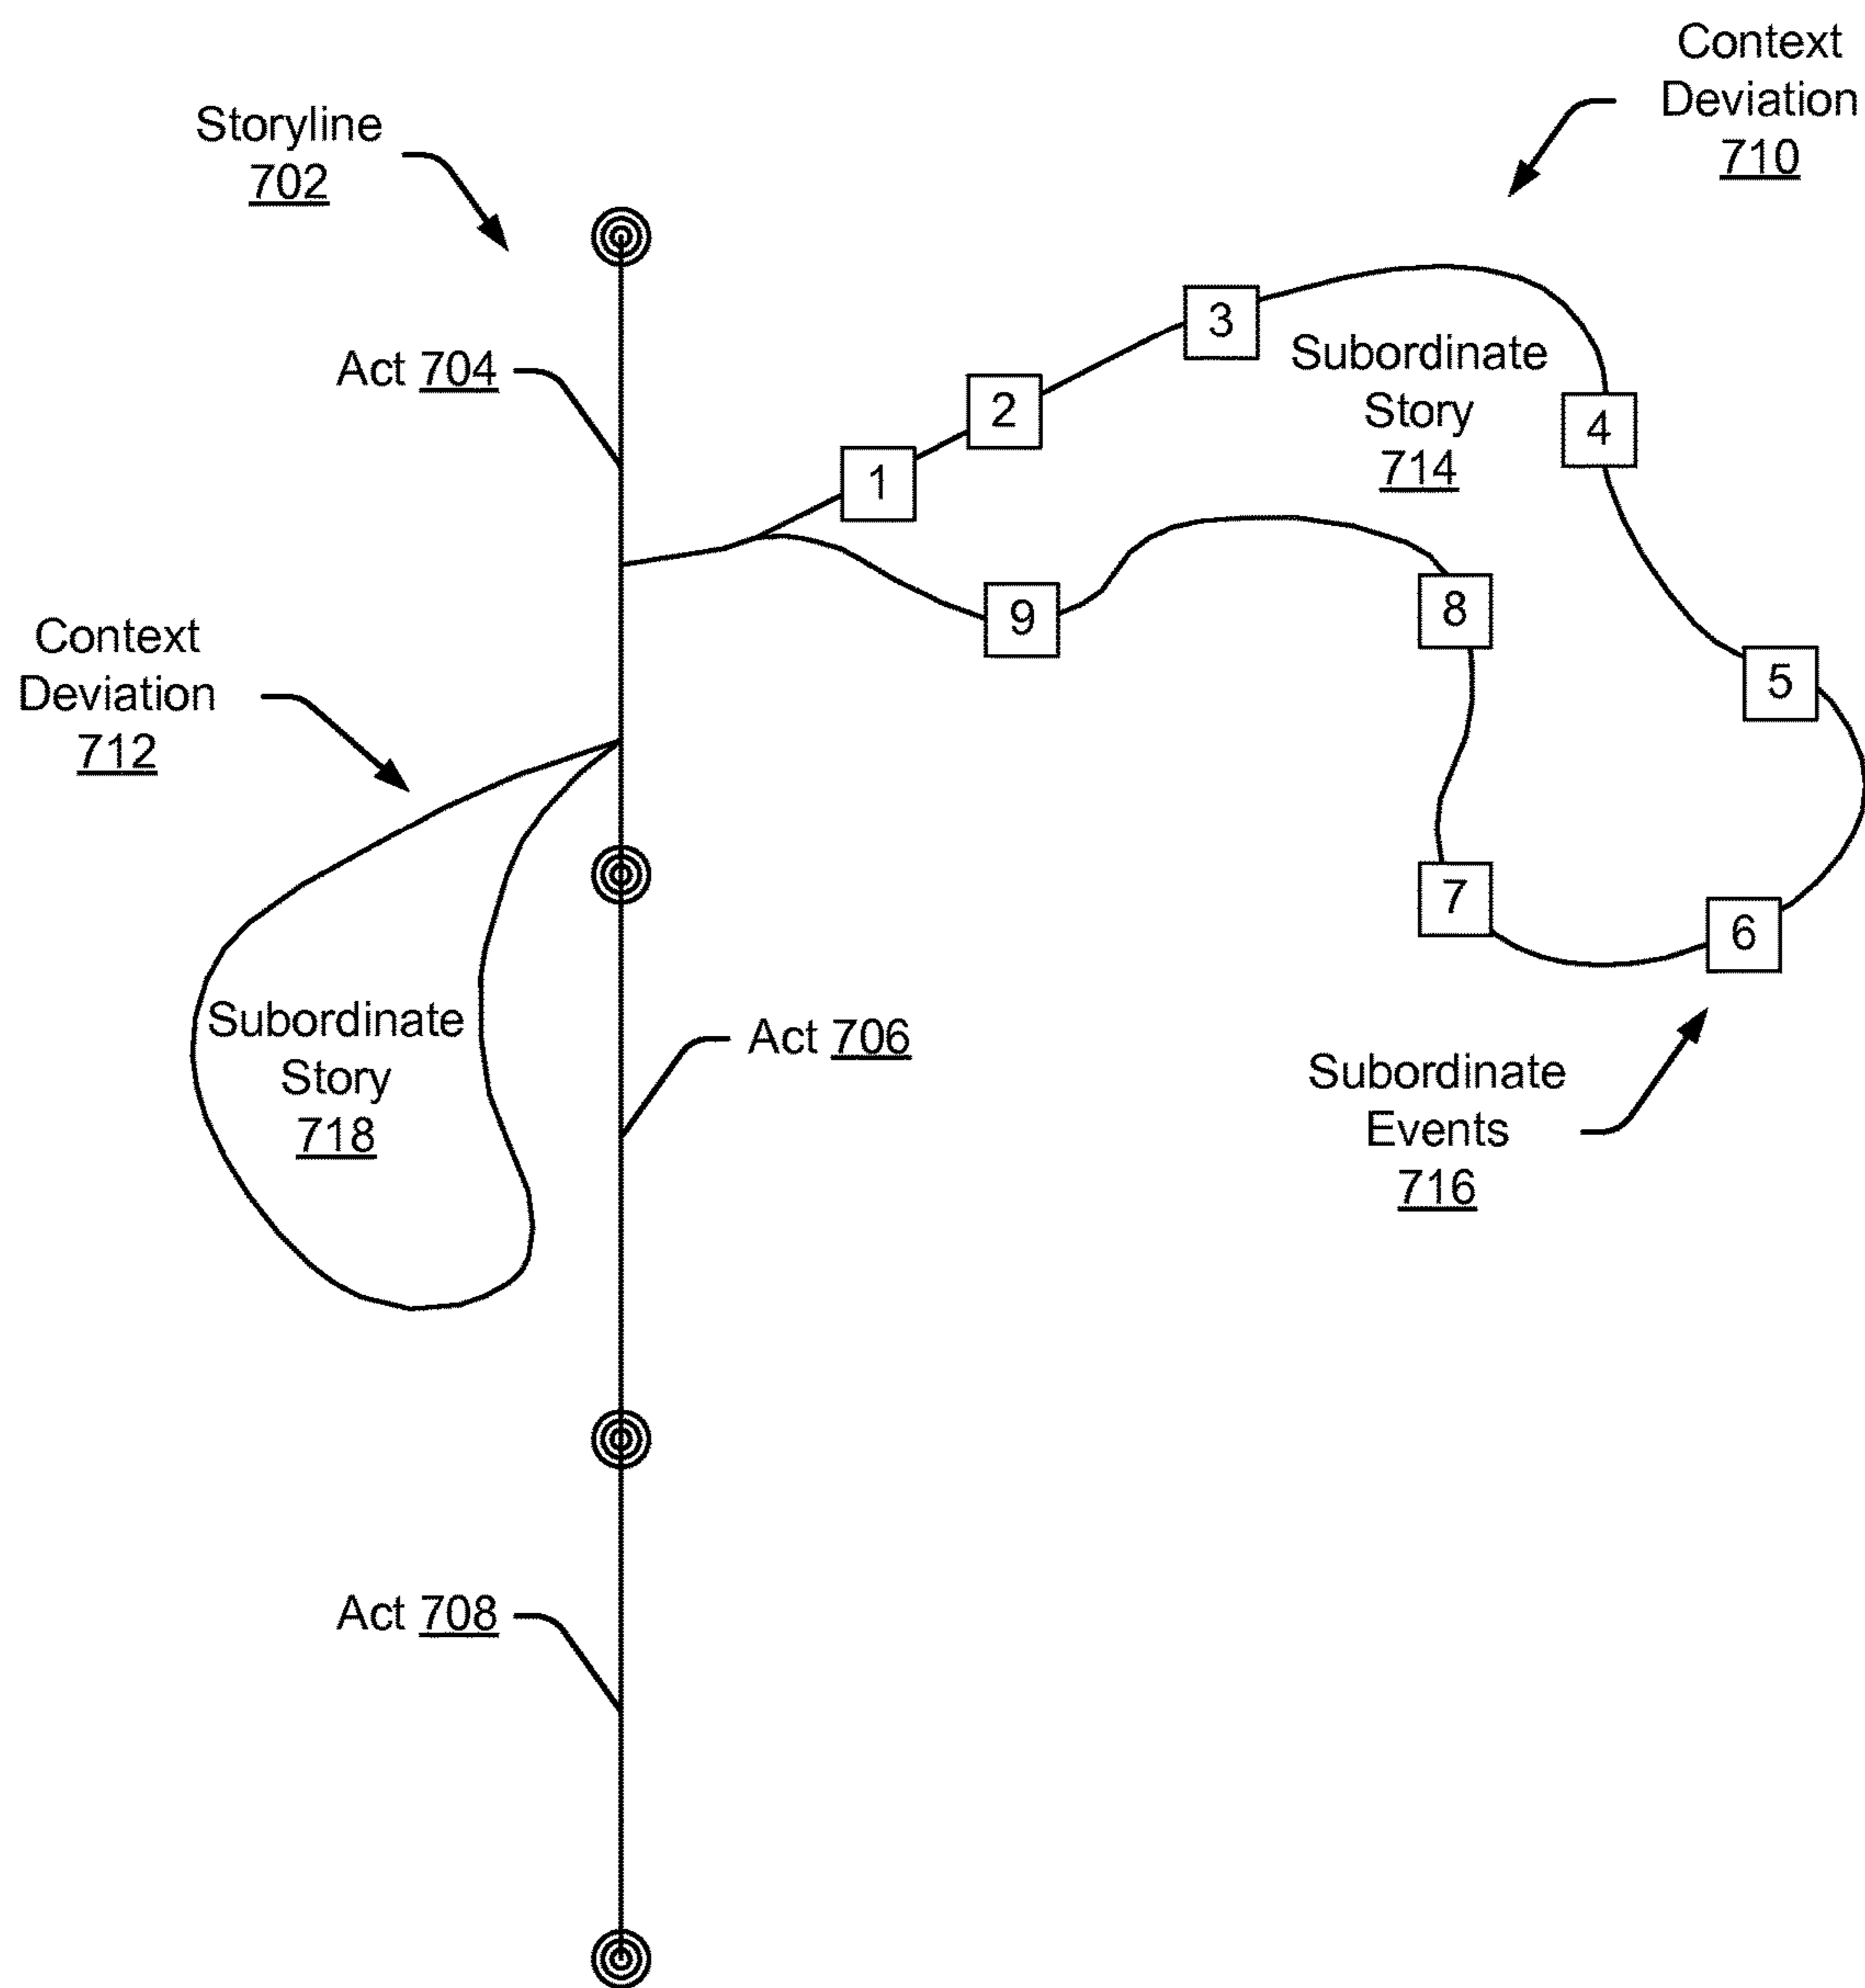 Context
Deviation
710
Storyline
702
3
Subordinate
Story
714
Act 704
2
4
1
9
8
Context
Deviation
712
5
7
6
Subordinate
Story
718
Act 706
Subordinate
Events
716
Act 708